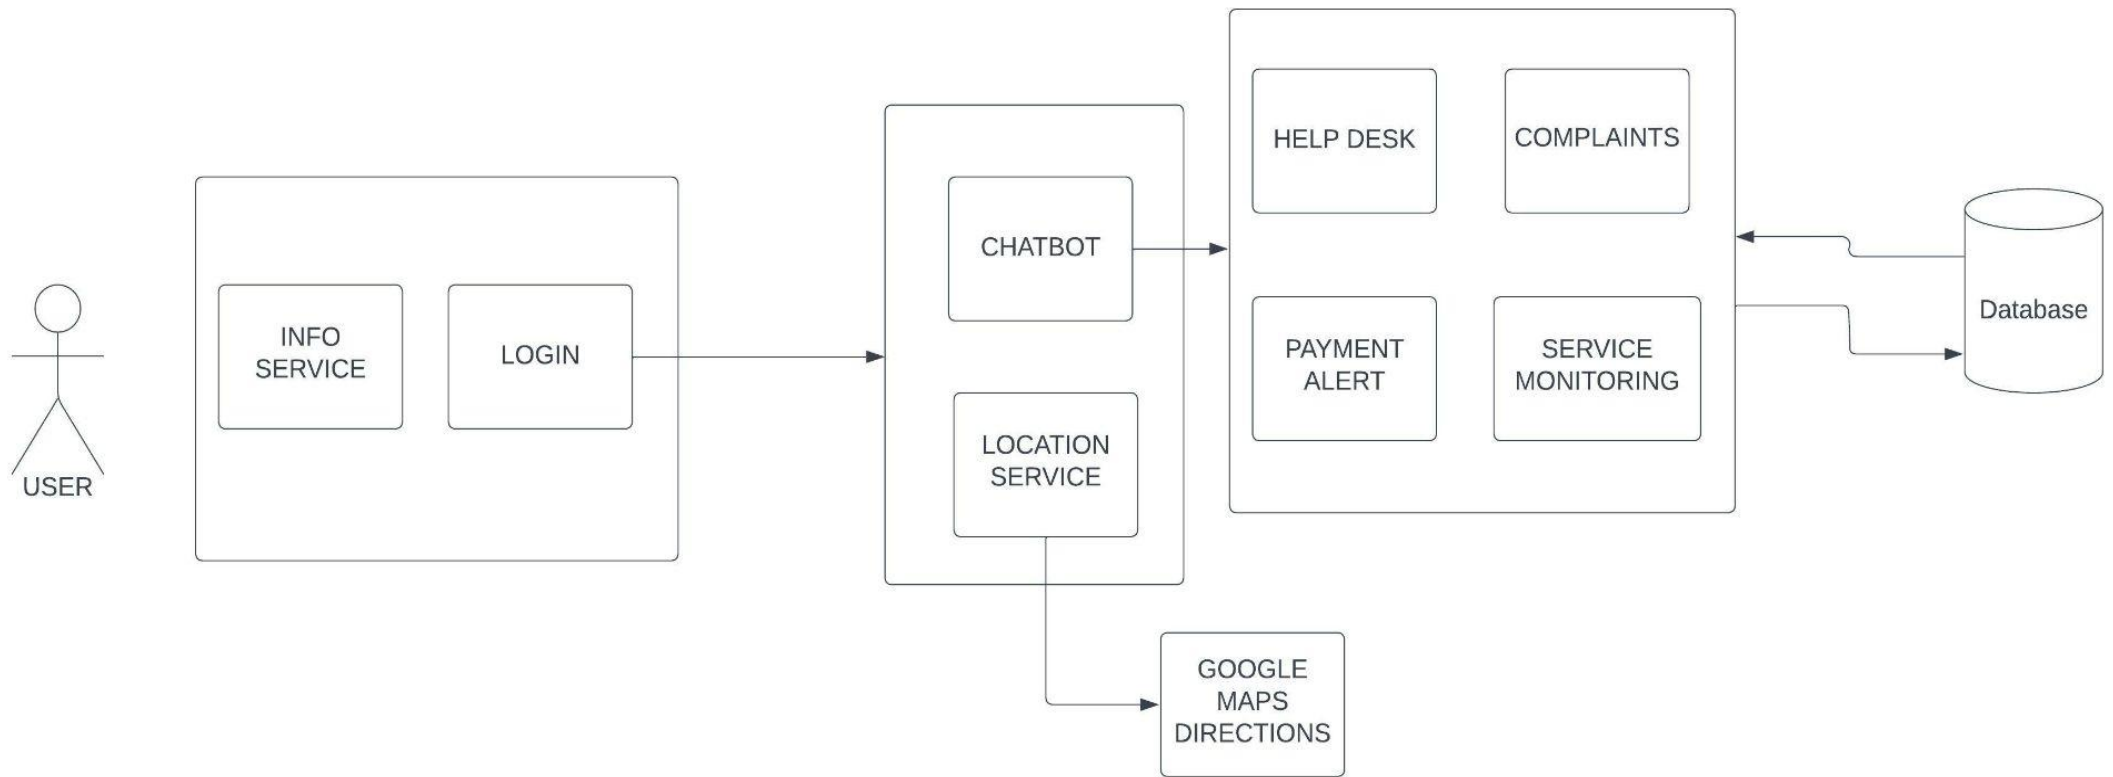 USER
INFO
SERVICE
LOGIN
CHATBOT
LOCATION
SERVICE
GOOGLE
MAPS
DIRECTIONS
HELP DESK
COMPLAINTS
PAYMENT
ALERT
SERVICE
MONITORING
Database